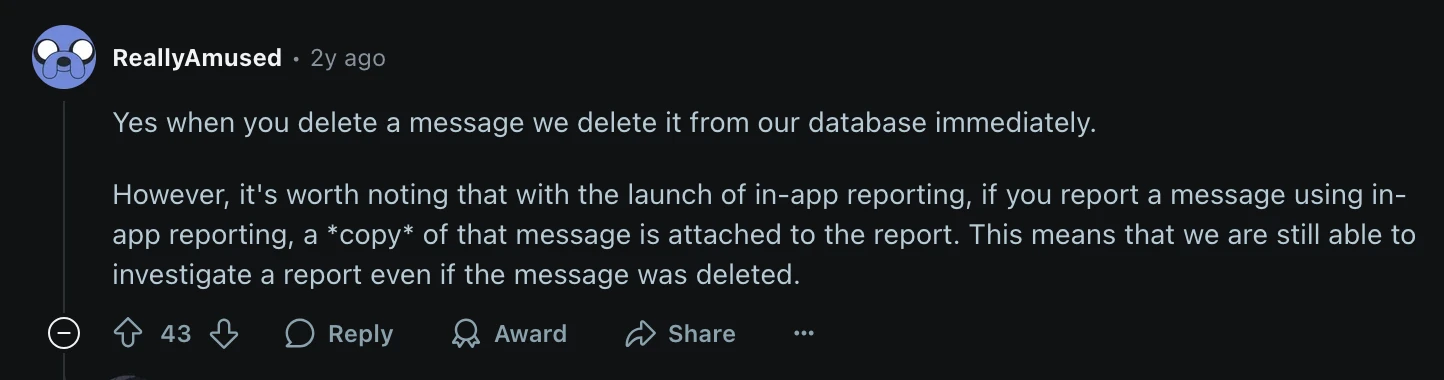 ReallyAmused • 2y ago
Yes when you delete a message we delete it from our database immediately.
However, it's worth noting that with the launch of in-app reporting, if you report a message using in-
app reporting, a *copy* of that message is attached to the report. This means that we are still able to
investigate a report even if the message was deleted.
43 Reply Award Share ...